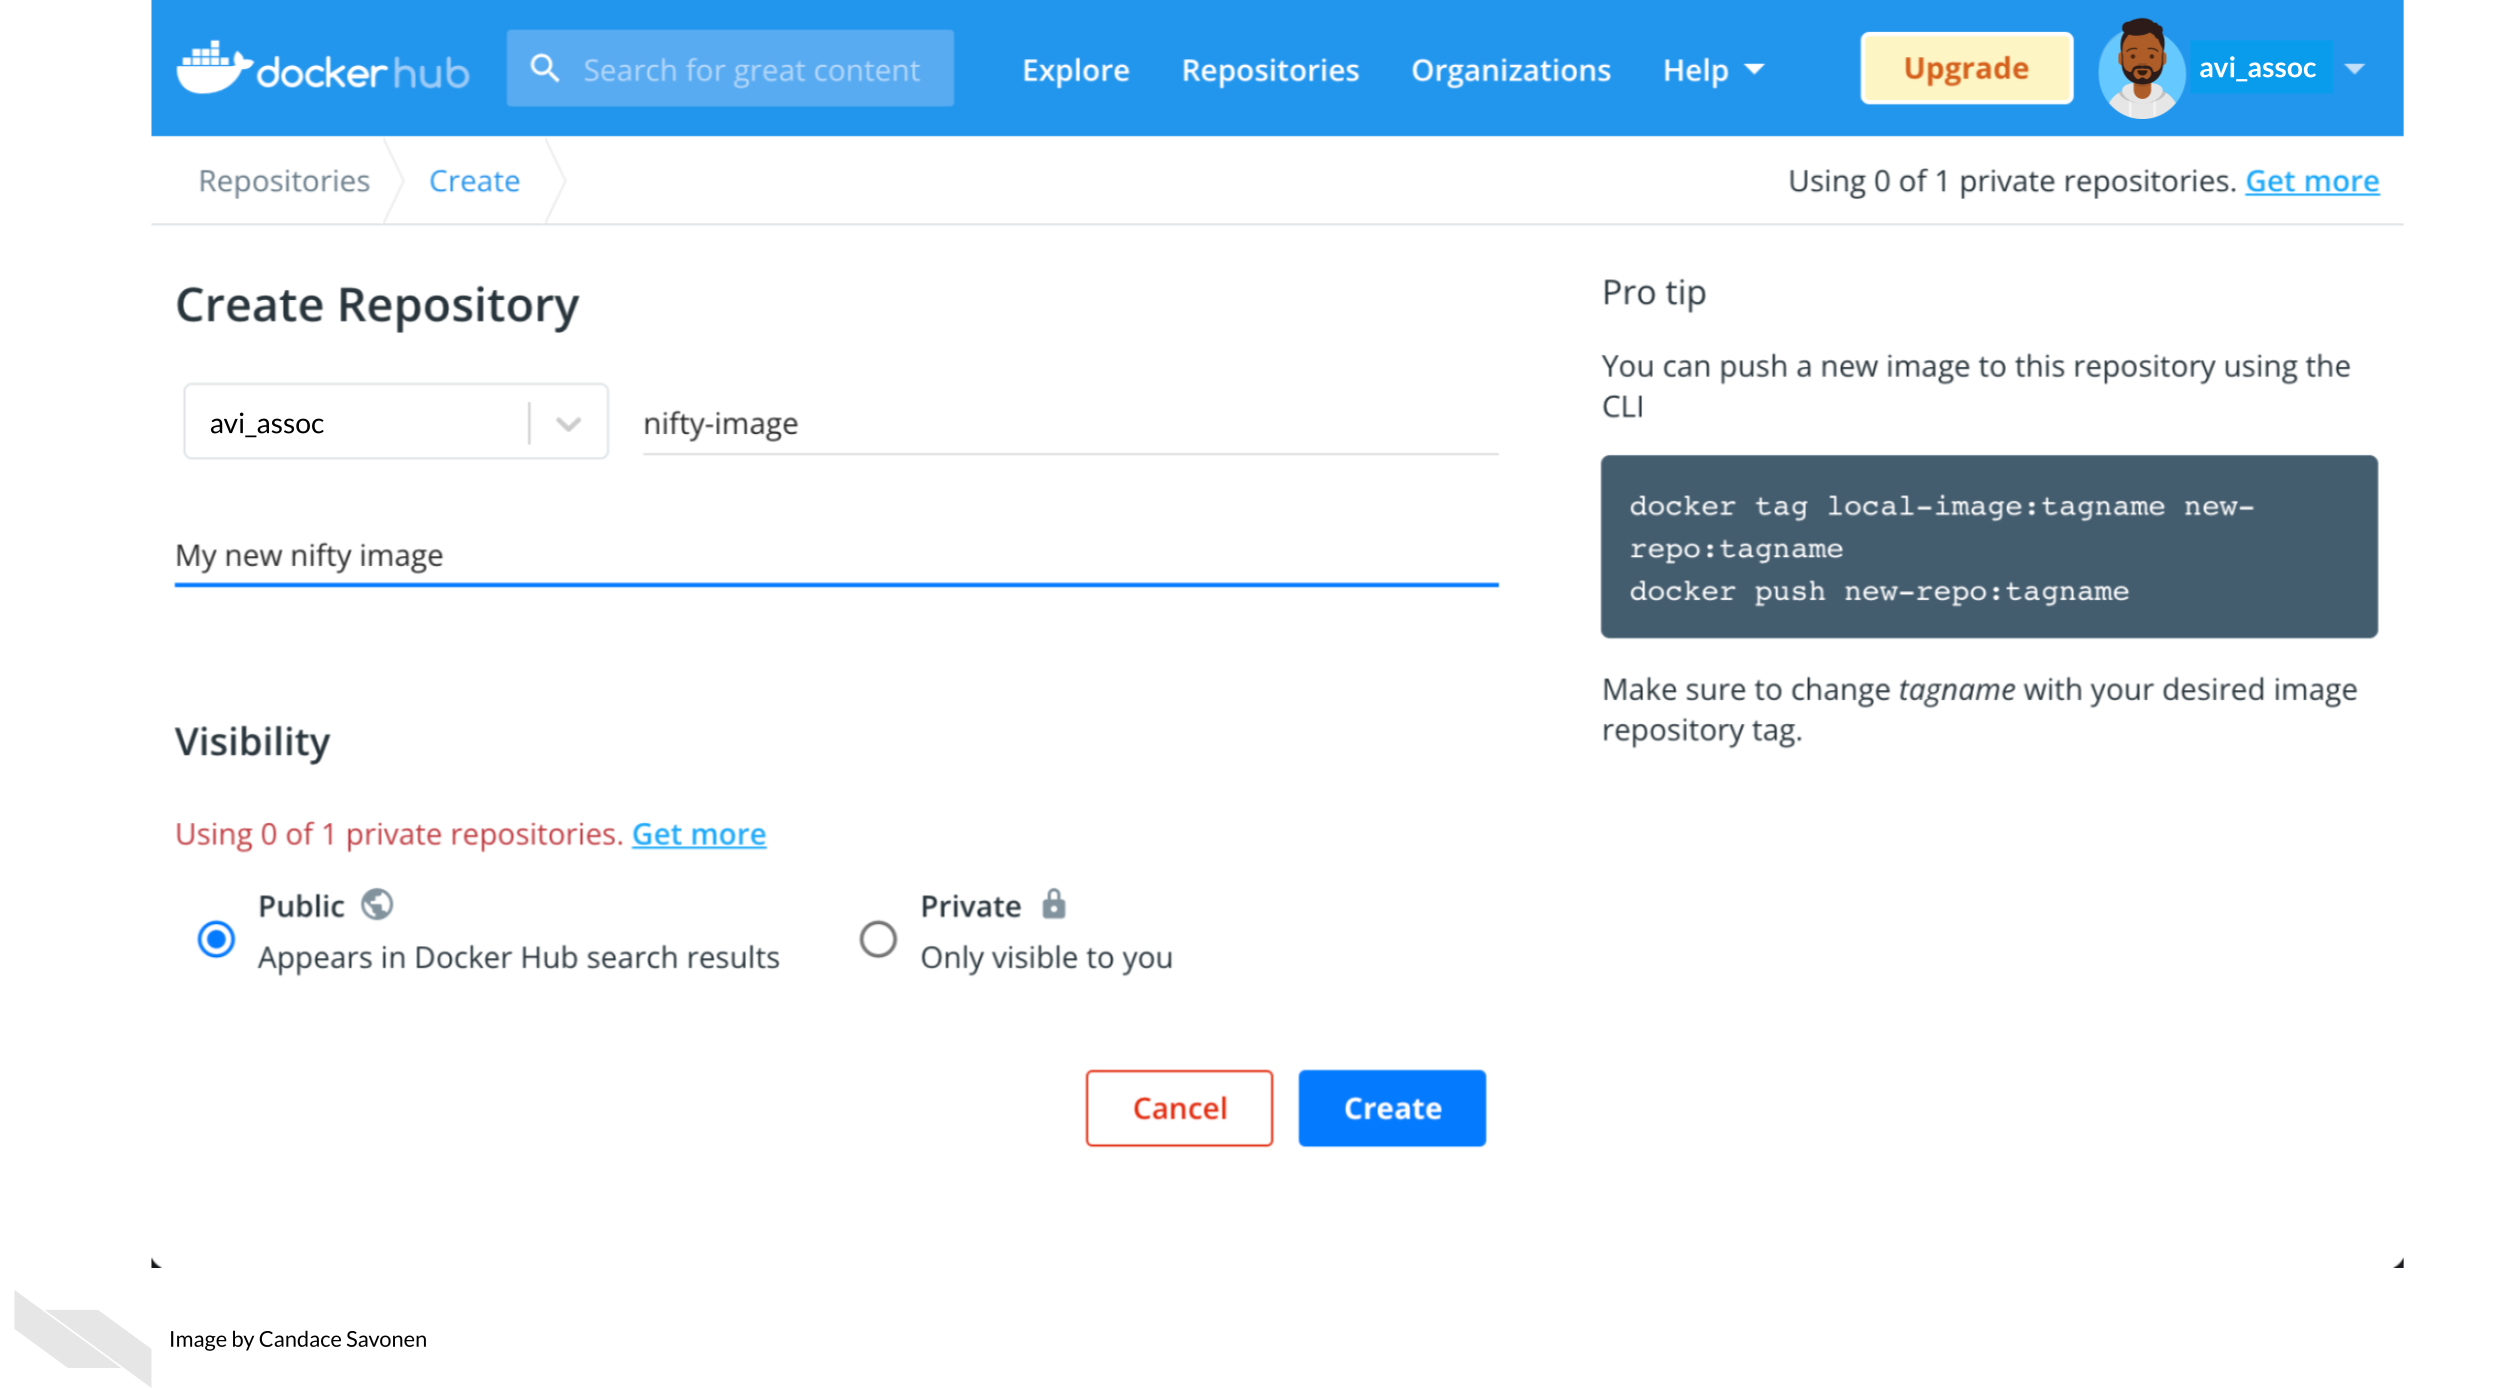 docker hub
Search for great content
Explore
Repositories
Organizations
Help
Upgrade
avi_assoc
Repositories
Create
Using 0 of 1 private repositories. Get more
Create Repository
avi_assoc
nifty-image
My new nifty image
Visibility
Using 0 of 1 private repositories. Get more
Public
Appears in Docker Hub search results
Private
Only visible to you
Cancel
Create
Pro tip
You can push a new image to this repository using the
CLI
docker tag local-image:tagname new-
repo:tagname
docker push new-repo:tagname
Make sure to change tagname with your desired image
repository tag.
Image by Candace Savonen